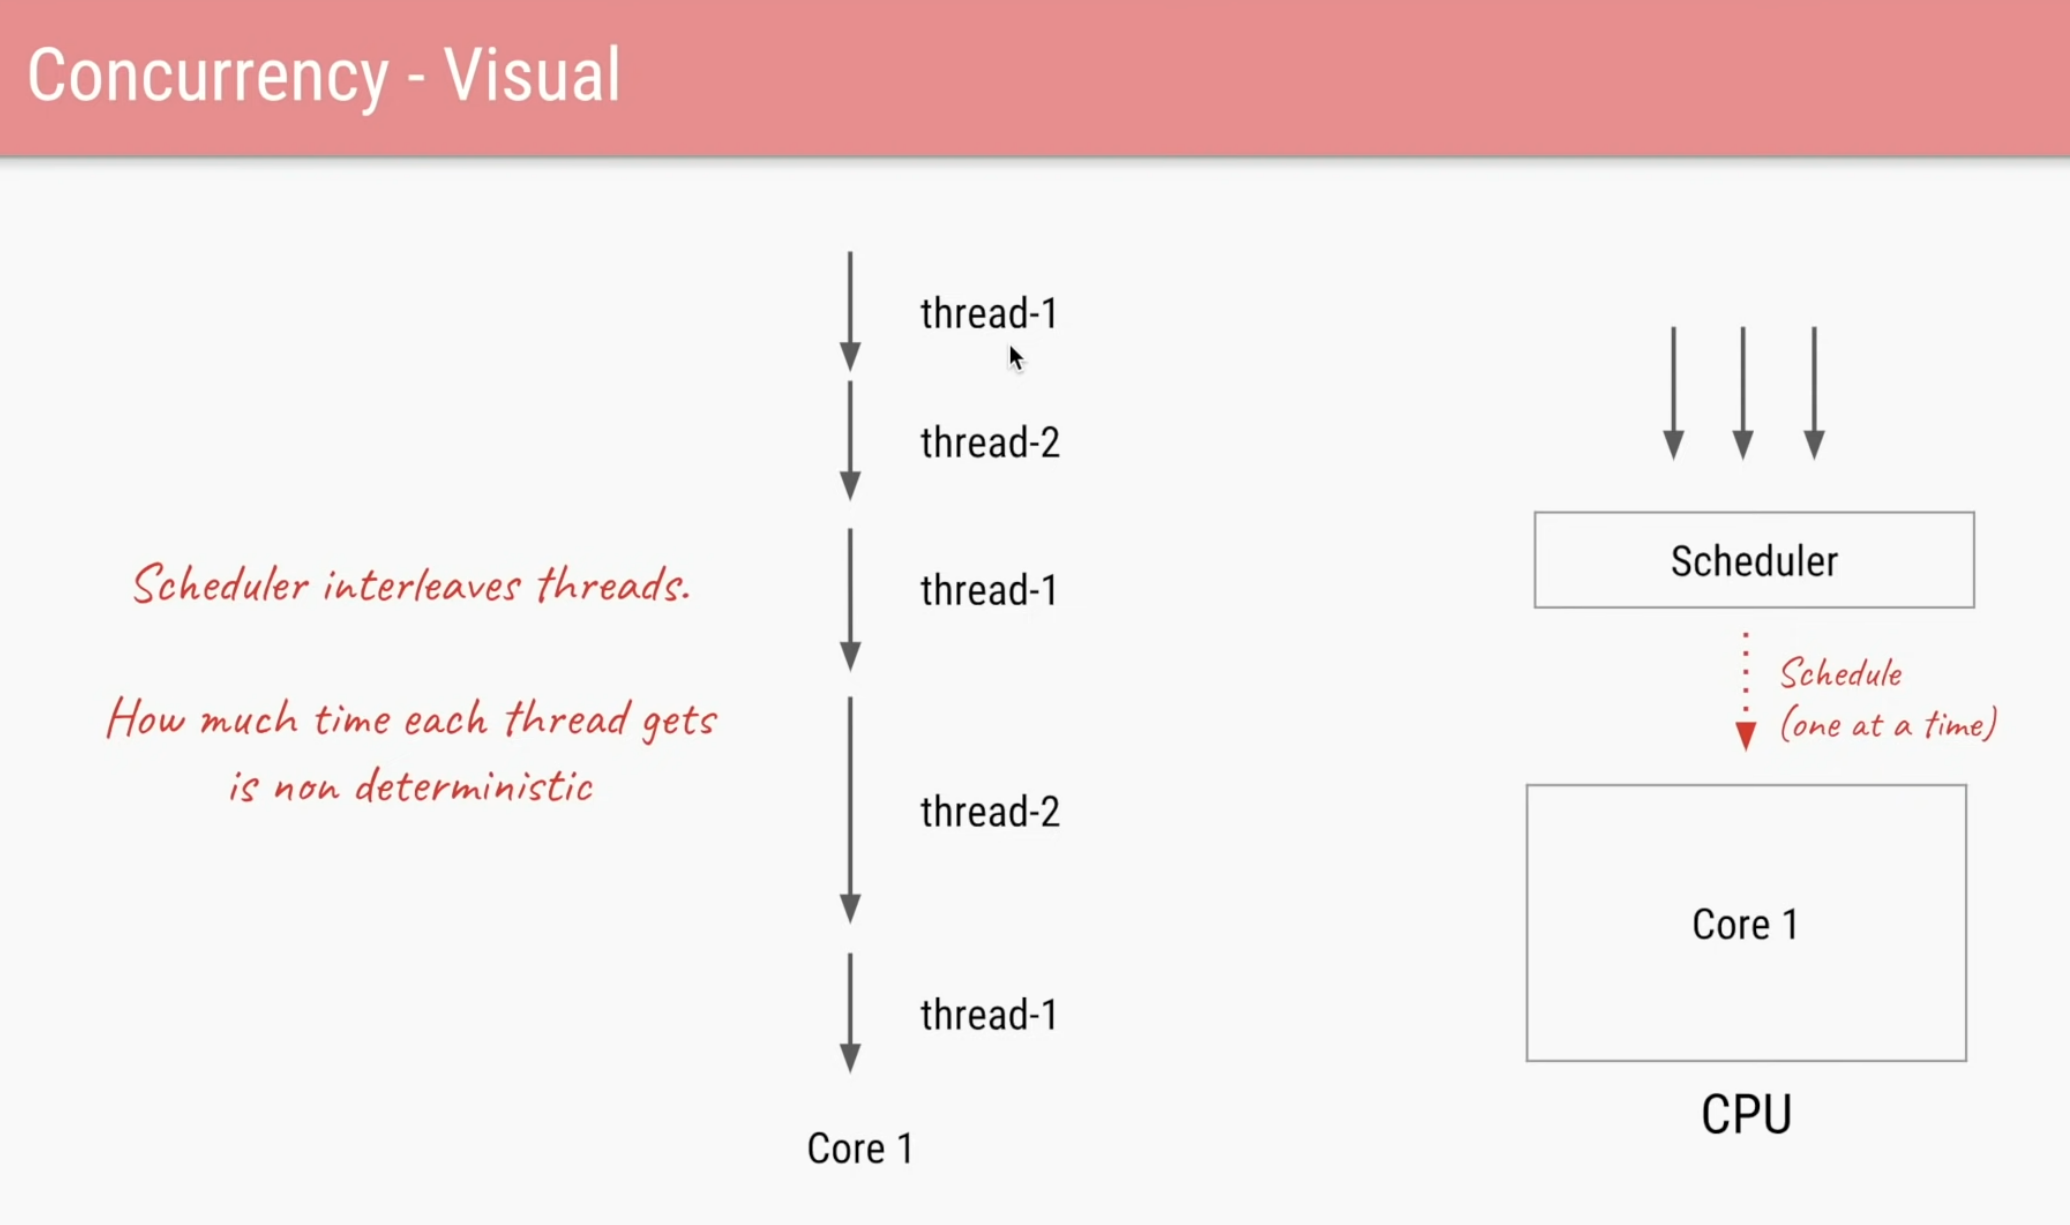 Concurrency - Visual
Scheduler interleaves threads.
How much time each thread gets
is non deterministic
thread-1
thread-2
thread-1
thread-2
thread-1
Core 1
Scheduler
Schedule
(one at a time)
Core 1
CPU